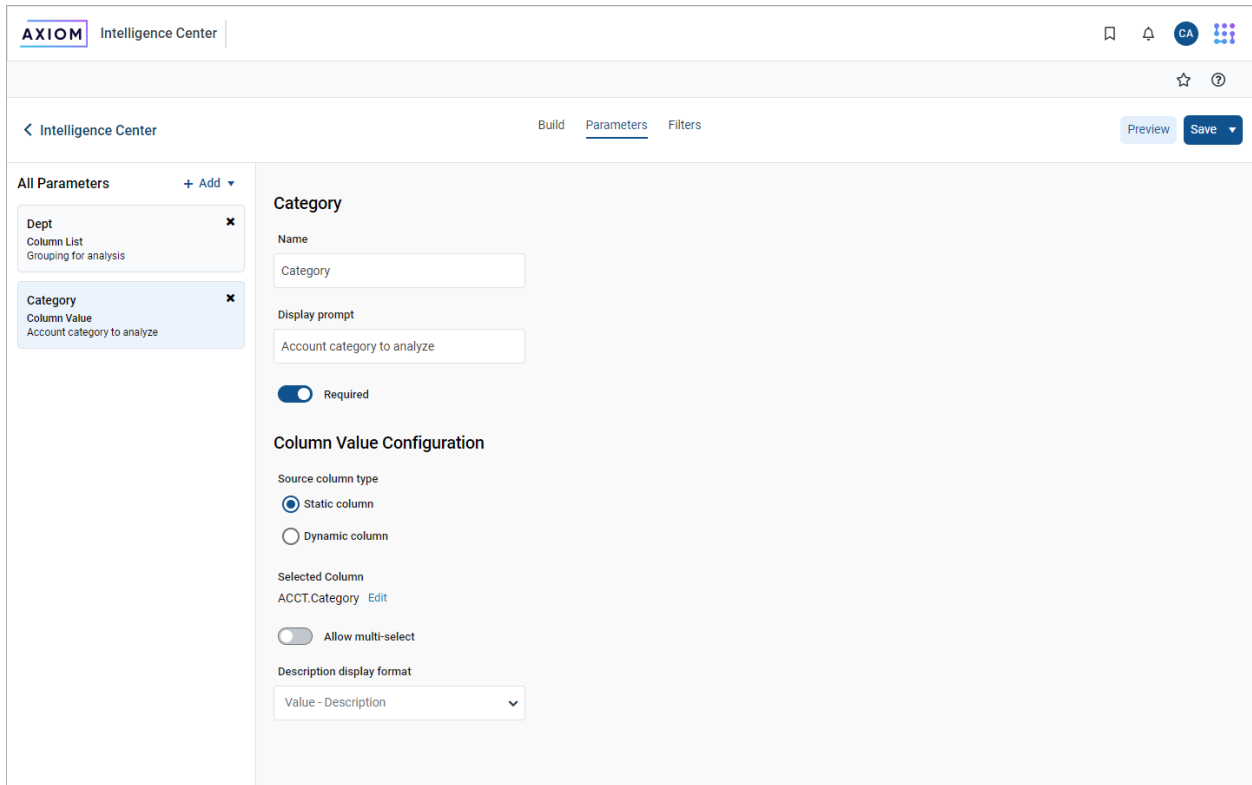 AXIOM Intelligence Center
CA
Intelligence Center
Build Parameters Filters
Preview Save
All Parameters
+ Add
Dept
Column List
Grouping for analysis
Category
Column Value
Account category to analyze
Category
Name
Category
Display prompt
Account category to analyze
Required
Column Value Configuration
Source column type
Static column
Dynamic column
Selected Column
ACCT.Category Edit
Allow multi-select
Description display format
Value - Description